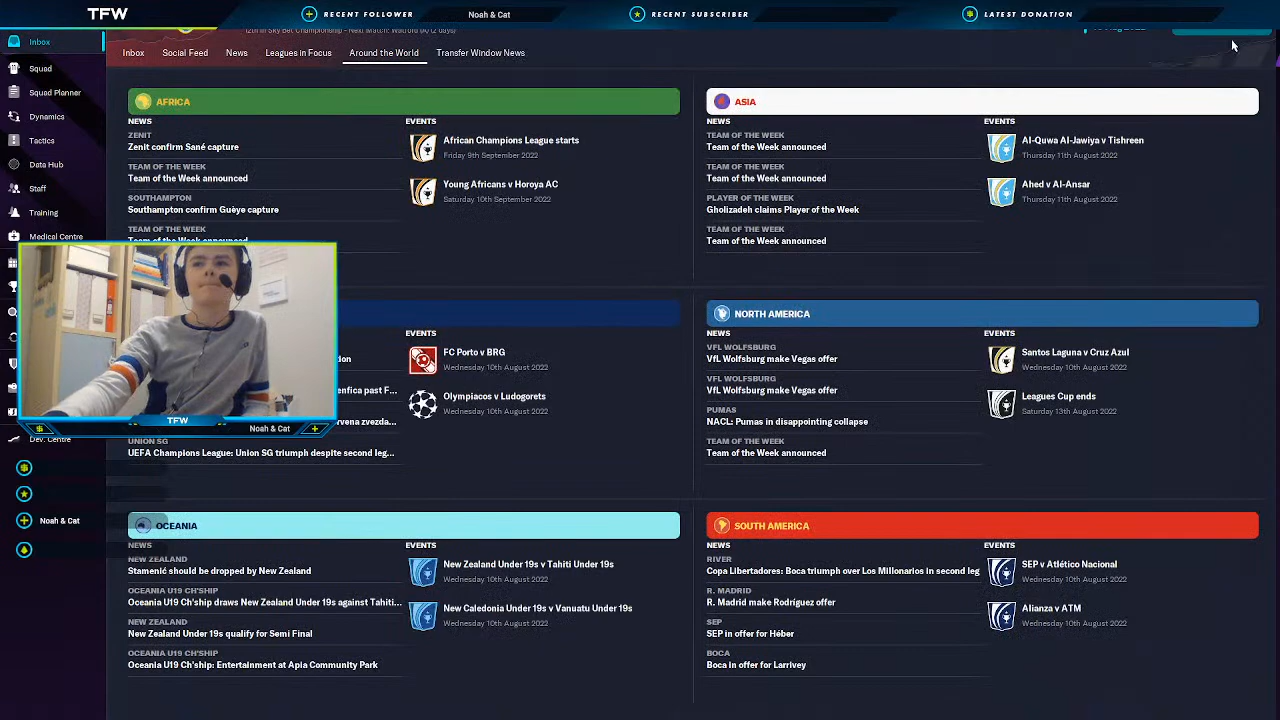 TFW
RECENT FOLLOWER
Noah & Cat
RECENT SUBSCRIBER
LATEST DONATION
Inbox
Squad
Squad Planner
Dynamics
Tactics
Data Hub
Staff
Training
Medical Centre
Dev. Centre
Noah & Cat
Inbox
Social Feed
News
Leagues in Focus
Around the World
Transfer Window News
AFRICA
NEWS
ZENIT
Zenit confirm Sané capture
TEAM OF THE WEEK
Team of the Week announced
SOUTHAMPTON
Southampton confirm Guèye capture
TEAM OF THE WEEK
Team of the Week announced
EVENTS
African Champions League starts
Friday 9th September 2022
Young Africans v Horoya AC
Saturday 10th September 2022
ASIA
NEWS
TEAM OF THE WEEK
Team of the Week announced
TEAM OF THE WEEK
Team of the Week announced
PLAYER OF THE WEEK
Gholizadeh claims Player of the Week
TEAM OF THE WEEK
Team of the Week announced
EVENTS
Al-Quwa Al-Jawiya v Tishreen
Thursday 11th August 2022
Ahed v Al-Ansar
Thursday 11th August 2022
TFW
Noah & Cat
UNION SG
UEFA Champions League: Union SG triumph despite second leg...
EVENTS
FC Porto v BRG
Wednesday 10th August 2022
Olympiacos v Ludogorets
Wednesday 10th August 2022
NORTH AMERICA
NEWS
VFL WOLFSBURG
VfL Wolfsburg make Vegas offer
VFL WOLFSBURG
VfL Wolfsburg make Vegas offer
PUMAS
NACL: Pumas in disappointing collapse
TEAM OF THE WEEK
Team of the Week announced
EVENTS
Santos Laguna v Cruz Azul
Wednesday 10th August 2022
Leagues Cup ends
Saturday 13th August 2022
OCEANIA
NEWS
NEW ZEALAND
Stamenić should be dropped by New Zealand
OCEANIA U19 CH'SHIP
Oceania U19 Ch'ship draws New Zealand Under 19s against Tahiti...
NEW ZEALAND
New Zealand Under 19s qualify for Semi Final
OCEANIA U19 CH'SHIP
Oceania U19 Ch'ship: Entertainment at Apia Community Park
EVENTS
New Zealand Under 19s v Tahiti Under 19s
Wednesday 10th August 2022
New Caledonia Under 19s v Vanuatu Under 19s
Wednesday 10th August 2022
SOUTH AMERICA
NEWS
RIVER
Copa Libertadores: Boca triumph over Los Millonarios in second leg
R. MADRID
R. Madrid make Rodríguez offer
SEP
SEP in offer for Héber
BOCA
Boca in offer for Larrivey
EVENTS
SEP v Atlético Nacional
Wednesday 10th August 2022
Alianza v ATM
Wednesday 10th August 2022